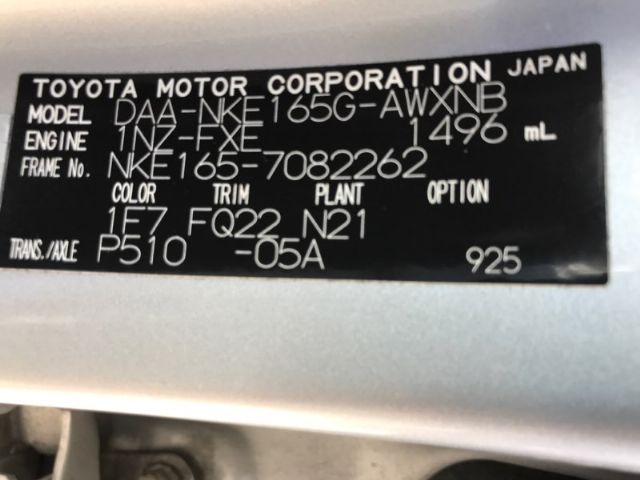 TOYOTA MOTOR CORPORATION JAPAN
MODEL DAA-NKE165G-AWXNB
ENGINE 1NZ-FXE 1496 mL
FRAME No. NKE165-7082262
COLOR TRIM PLANT OPTION
1F7 FQ22 N21
TRANS./AXLE P510 -05A 925